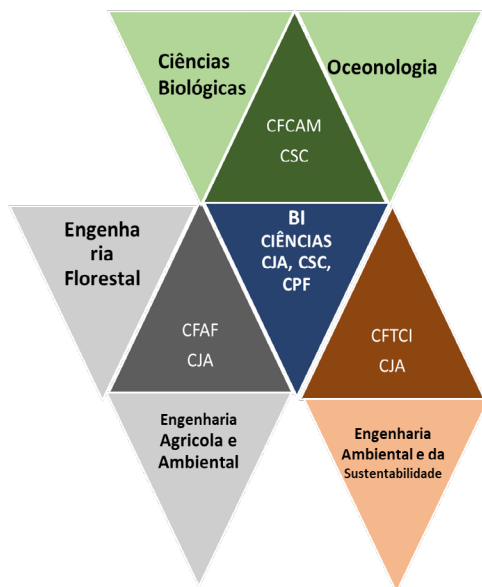 Ciências
Biológicas
Oceonologia
CFCAM
CSC
Engenha
ria
Florestal
BI
CIÊNCIAS
CJA, CSC,
CPF
CFAF
CJA
CFTCI
CJA
Engenharia
Agricola e
Ambiental
Engenharia
Ambiental e da
Sustentabilidade